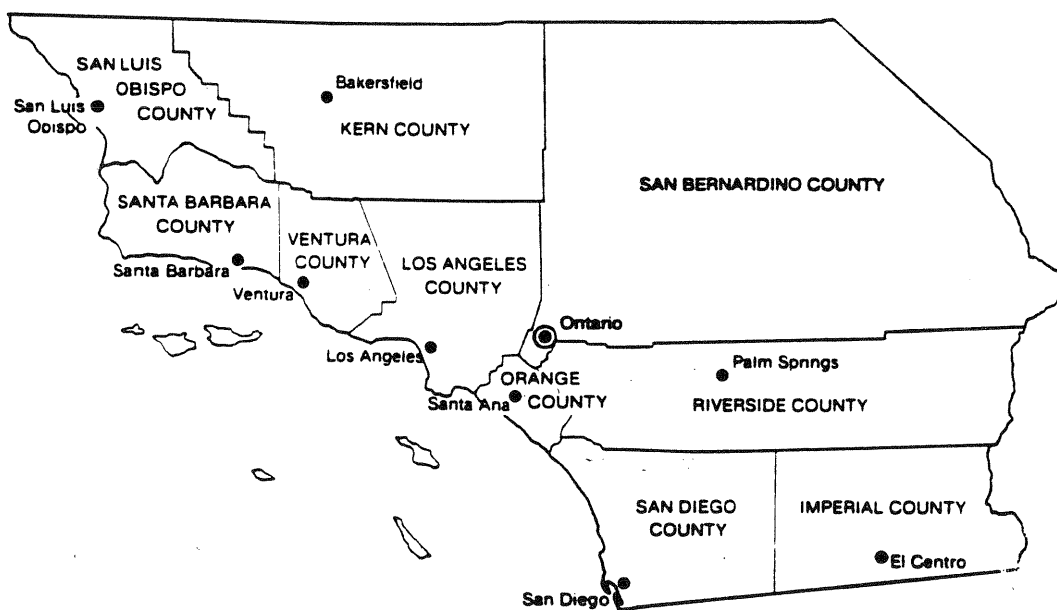 SAN LUIS
OBISPO
COUNTY
San Luis
Obispo
Bakersfield
KERN COUNTY
SAN BERNARDINO COUNTY
SANTA BARBARA
COUNTY
Santa Barbara
VENTURA
COUNTY
Ventura
LOS ANGELES
COUNTY
Los Angeles
Ontario
ORANGE
COUNTY
Santa Ana
Palm Springs
RIVERSIDE COUNTY
SAN DIEGO
COUNTY
San Diego
IMPERIAL COUNTY
El Centro